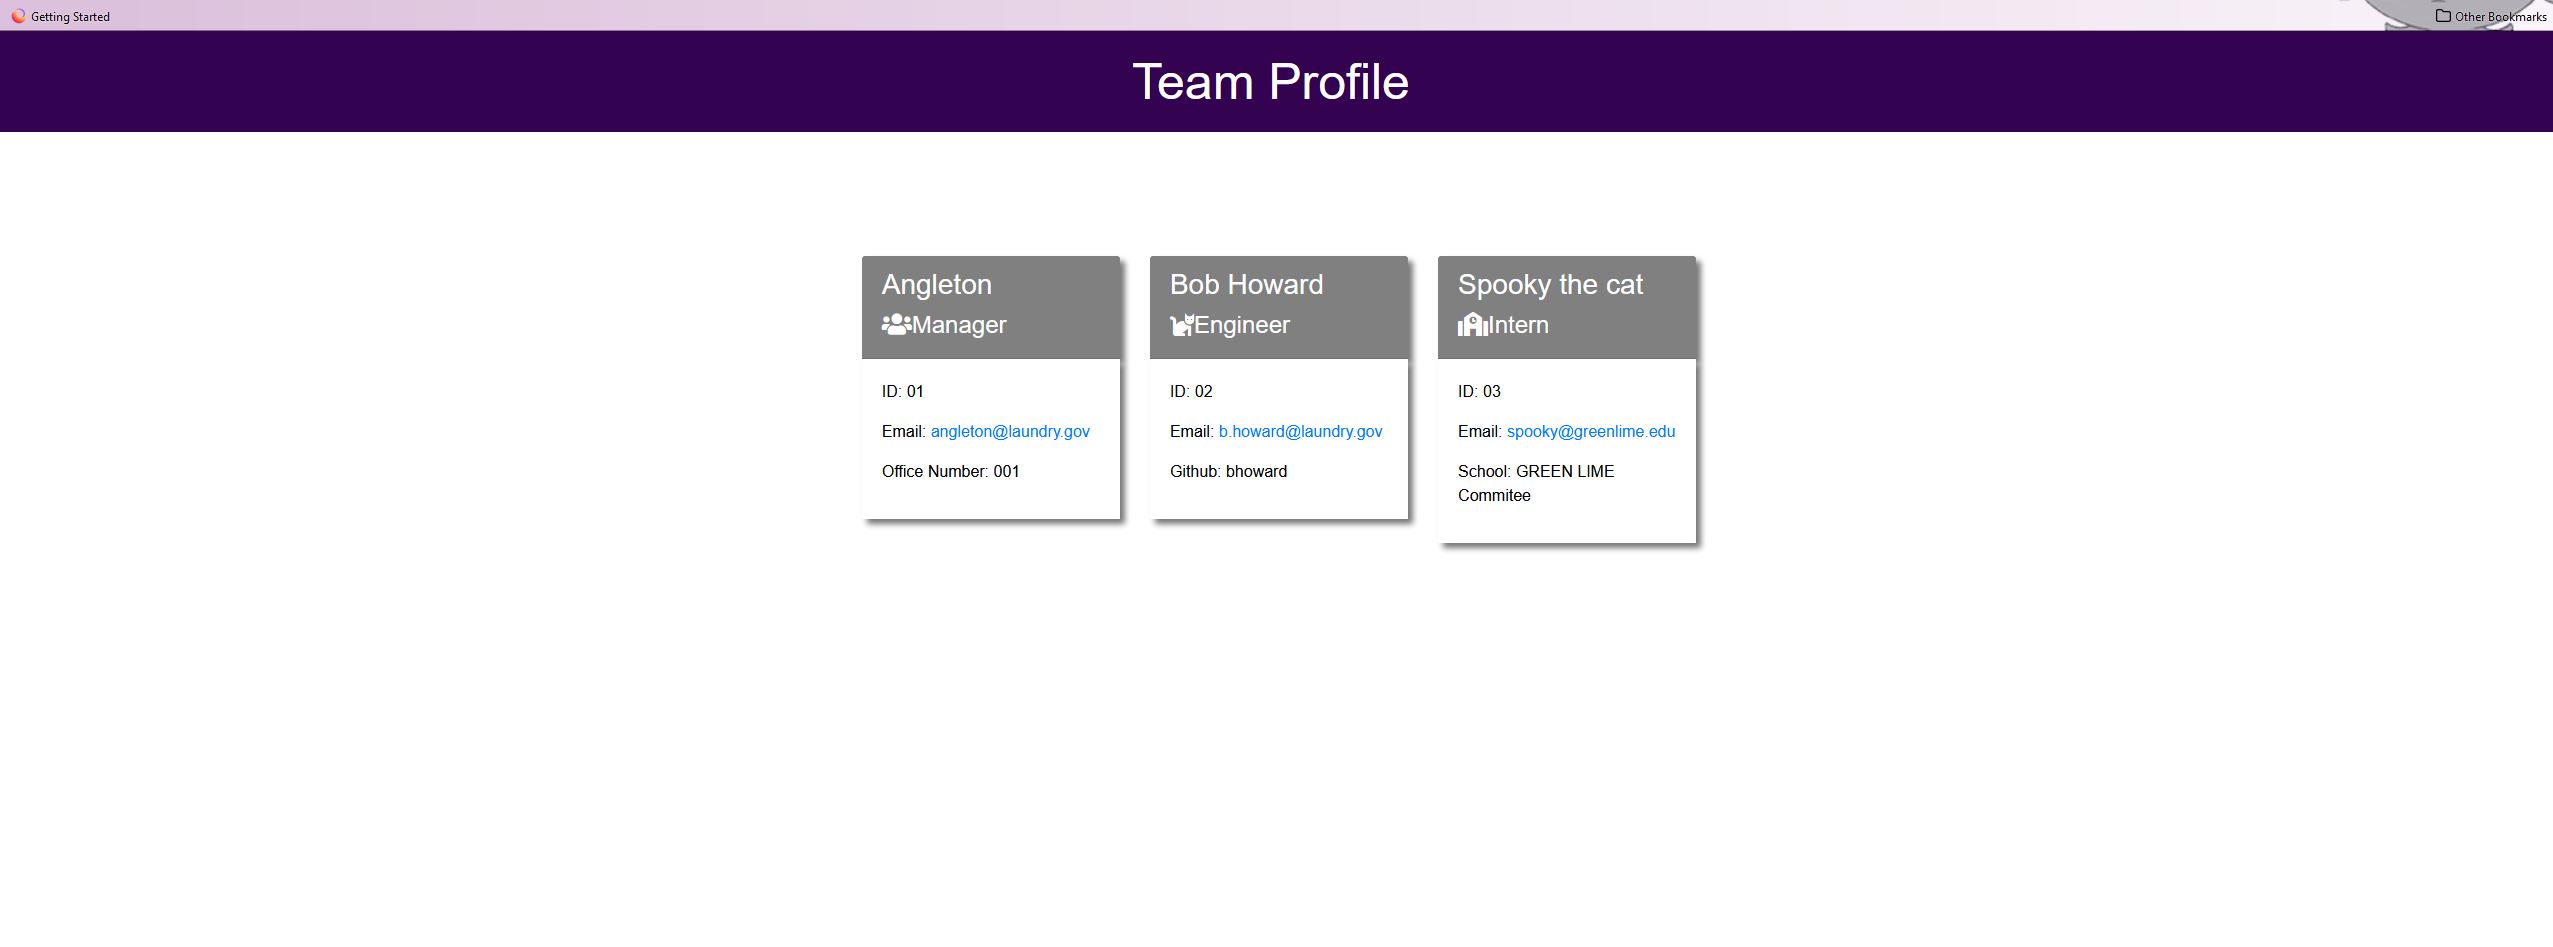 Getting Started
Other Bookmarks
Team Profile
Angleton
Manager
ID: 01
Email: angleton@laundry.gov
Office Number: 001
Bob Howard
Engineer
ID: 02
Email: b.howard@laundry.gov
Github: bhoward
Spooky the cat
Intern
ID: 03
Email: spooky@greenlime.edu
School: GREEN LIME
Commitee